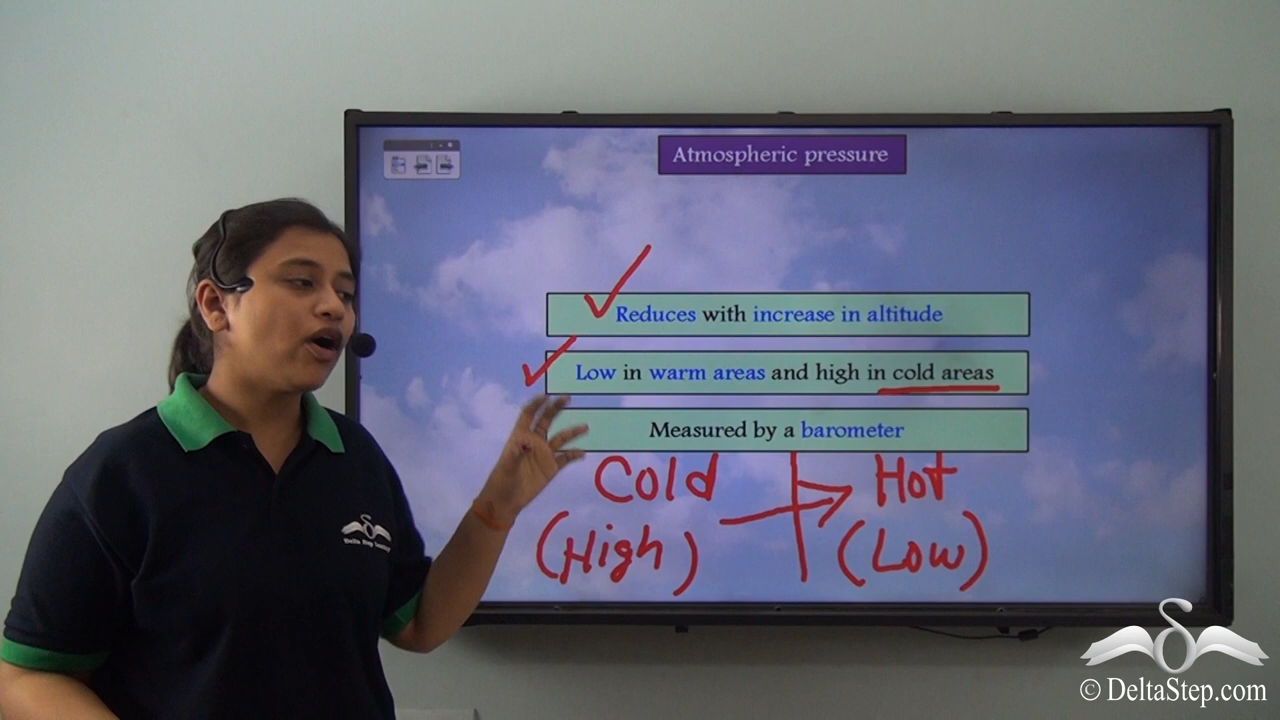 Atmospheric pressure
Reduces with increase in altitude
Low in warm areas and high in cold areas
Measured by a barometer
Cold Hot
(High) (Low)
© DeltaStep.com